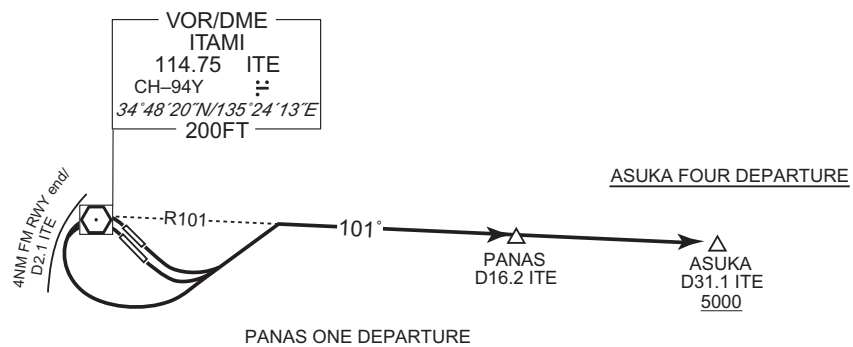 VOR/DME
ITAMI
114.75 ITE
CH–94Y
34°48´20˝N/135°24´13˝E
200FT
ASUKA FOUR DEPARTURE
4NM FM RWY end/
D2.1 ITE
R101
101°
PANAS
D16.2 ITE
ASUKA
D31.1 ITE
5000
PANAS ONE DEPARTURE